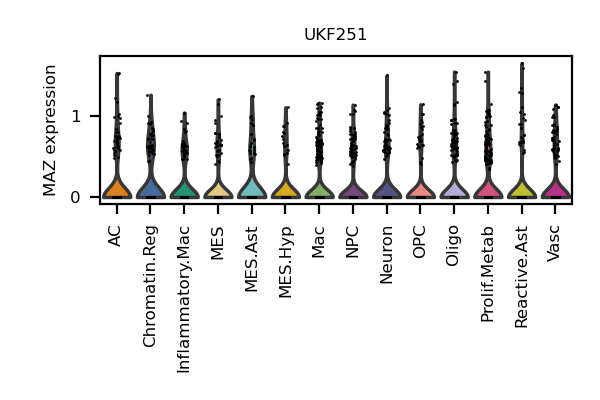 UKF251
MAZ expression
1
0
AC
Chromatin.Reg
Inflammatory.Mac
MES
MES.Ast
MES.Hyp
Mac
NPC
Neuron
OPC
Oligo
Prolif.Metab
Reactive.Ast
Vasc